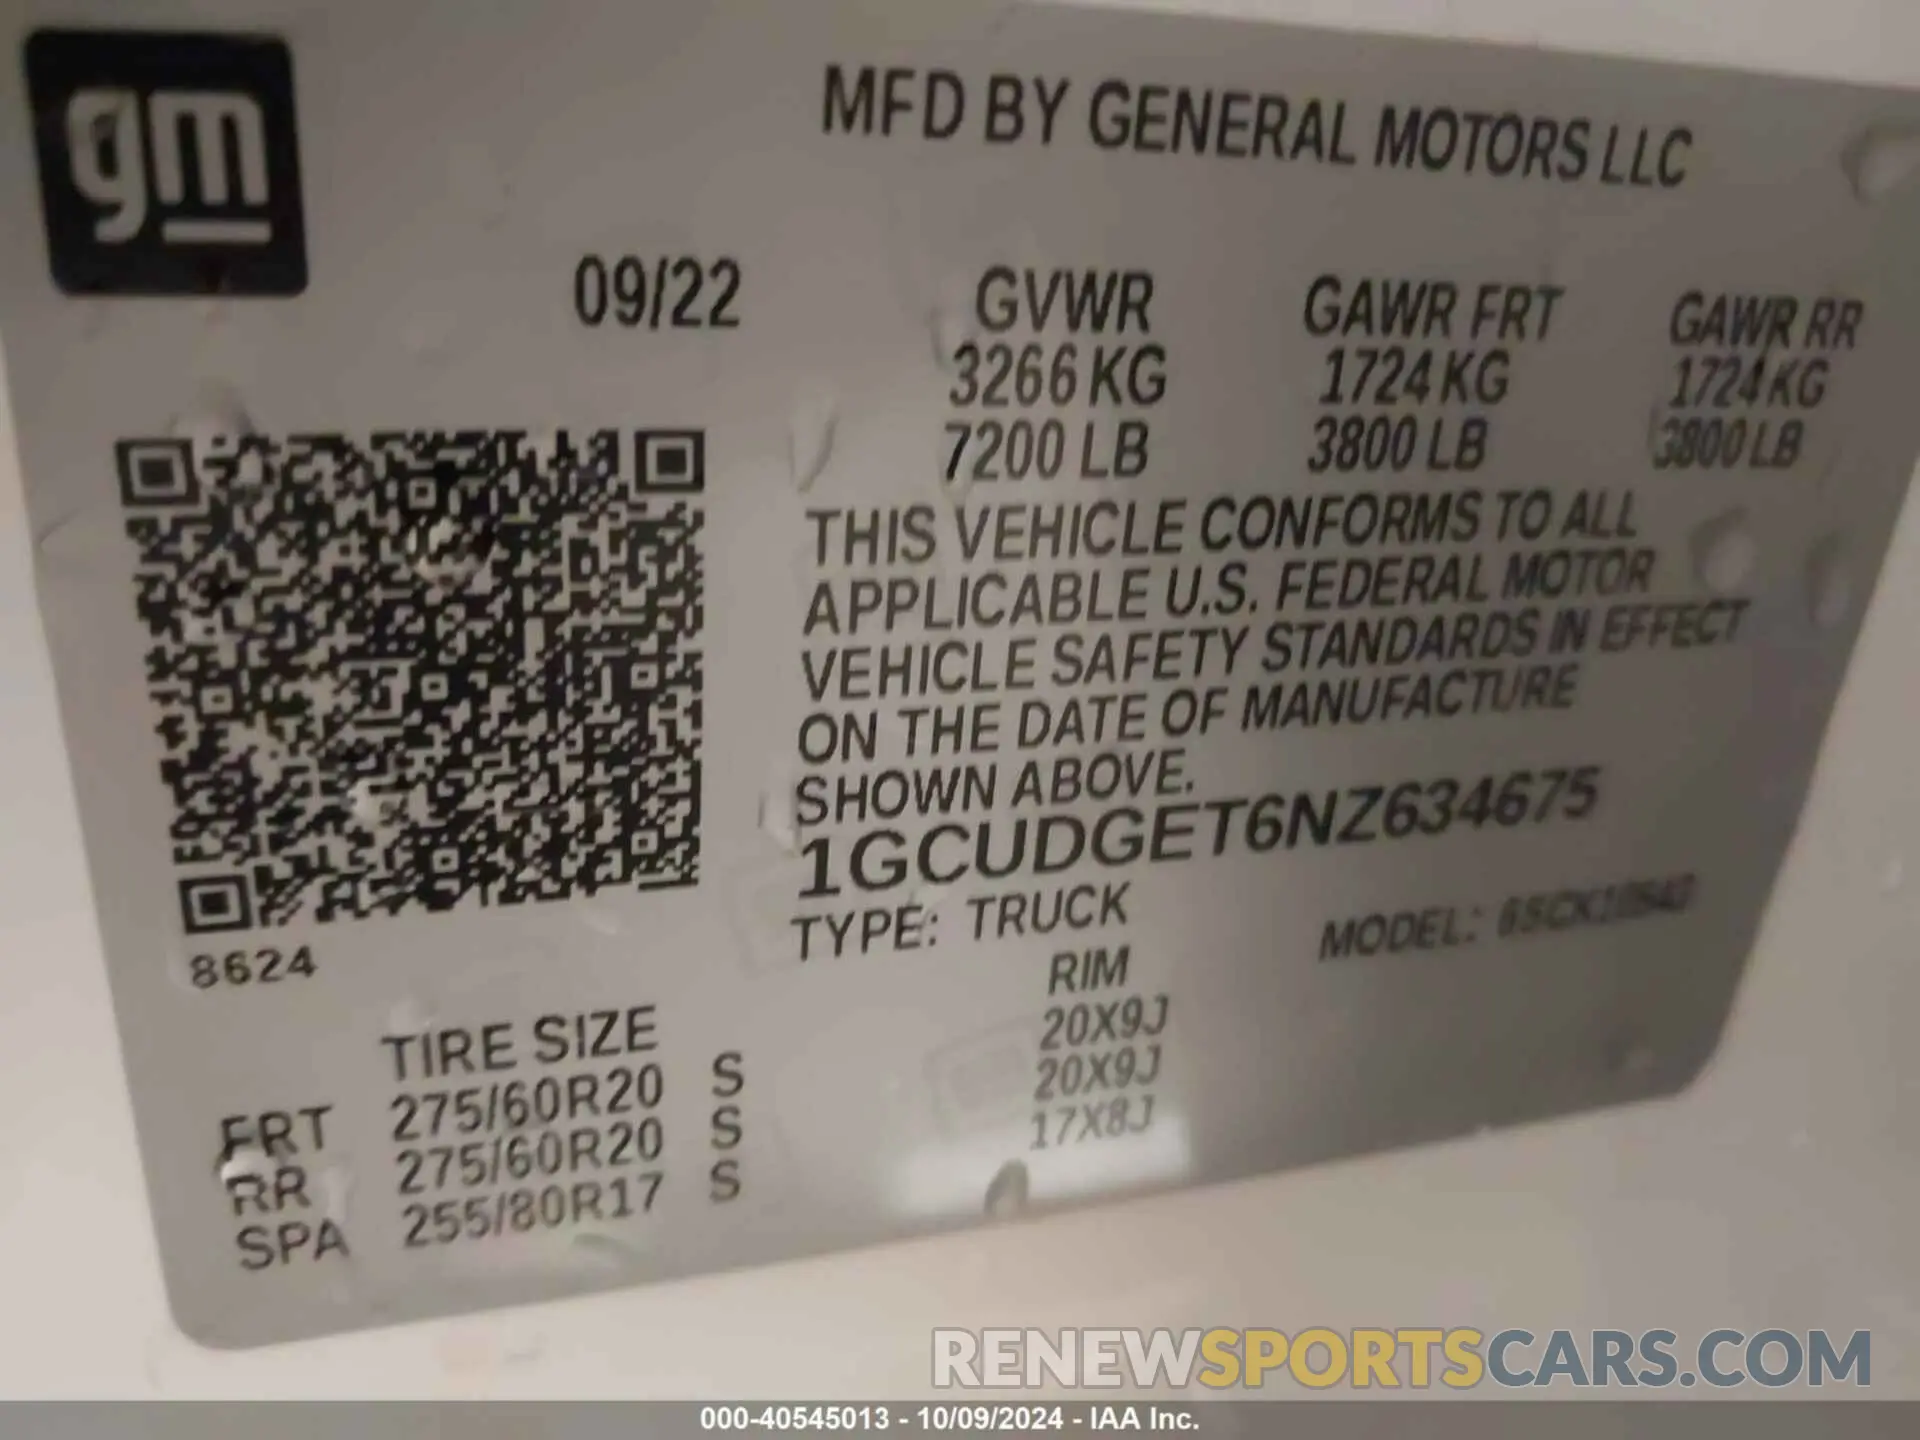 gm
MFD BY GENERAL MOTORS LLC
09/22
GVWR GAWR FRT GAWR RR
3266 KG 1724 KG 1724 KG
7200 LB 3800 LB 3800 LB
THIS VEHICLE CONFORMS TO ALL
APPLICABLE U.S. FEDERAL MOTOR
VEHICLE SAFETY STANDARDS IN EFFECT
ON THE DATE OF MANUFACTURE
SHOWN ABOVE.
1GCUDGET6NZ634675
TYPE: TRUCK MODEL:
8624
TIRE SIZE RIM
FRT 275/60R20 S 20X9J
RR 275/60R20 S 20X9J
SPA 255/80R17 S 17X8J
RENEWSPORTSCARS.COM
000-40545013 - 10/09/2024 - IAA Inc.